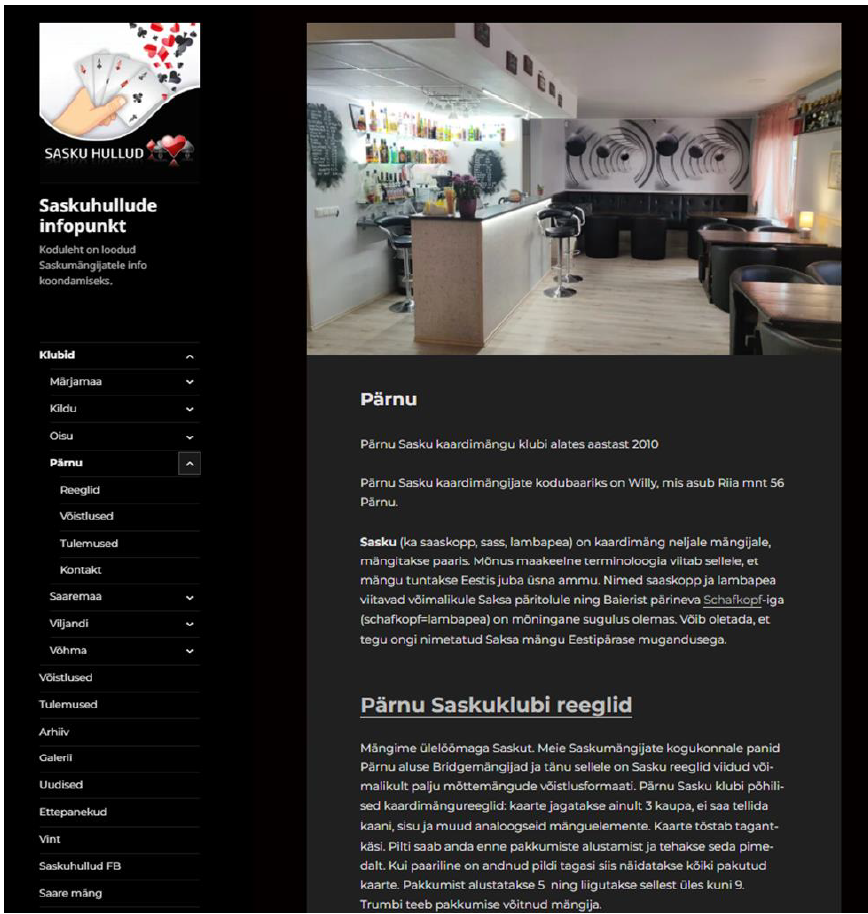 SASKU HULLUD
Saskuhullude
infopunkt
Koduleht on loodud
Saskumängijatele info
koondamiseks.
Klubid
Märjamaa
Kildu
Oisu
Pärnu
Reeglid
Võistlused
Tulemused
Kontakt
Saaremaa
Viljandi
Võhma
Võistlused
Tulemused
Arhiiv
Galerii
Uudised
Ettepanekud
Vint
Saskuhullud FB
Saare mäng
Pärnu
Pärnu Sasku kaardimängu klubi alates aastast 2010
Pärnu Sasku kaardimängijate kodubaariks on Willy, mis asub Riia mnt 56
Pärnu.
Sasku (ka saaskopp, sass, lambapea) on kaardimäng neljale mängijale,
mängitakse paaris. Mõnus maakeelne terminoloogia viitab sellele, et
mängu tuntakse Eestis juba üsna ammu. Nimed saaskopp ja lambapea
viitavad võimalikule Saksa päritolule ning Baierist pärineva Schafkopf-iga
(schafkopf=lambapea) on mõningane sugulus olemas. Võib oletada, et
tegu ongi nimetatud Saksa mängu Eestipärase mugandusega.
Pärnu Saskuklubi reeglid
Mängime ülelöömaga Saskut. Meie Saskumängijate kogukonnale panid
Pärnu aluse Bridgemängijad ja tänu sellele on Sasku reeglid viidud või-
malikult palju mõttemängude võistlusformaati. Pärnu Sasku klubi põhili-
sed kaardimängureeglid: kaarte jagatakse ainult 3 kaupa, ei saa tellida
kaani, sisu ja muud analoogseid mänguelemente. Kaarte tõstab tagant-
käsi. Pilti saab anda enne pakkumiste alustamist ja tehakse seda pime-
dalt. Kui paariline on andnud pildi tagasi siis näidatakse kõiki pakutud
kaarte. Pakkumist alustatakse 5 ning liigutakse sellest üles kuni 9.
Trumbi teeb pakkumise võitnud mängija.